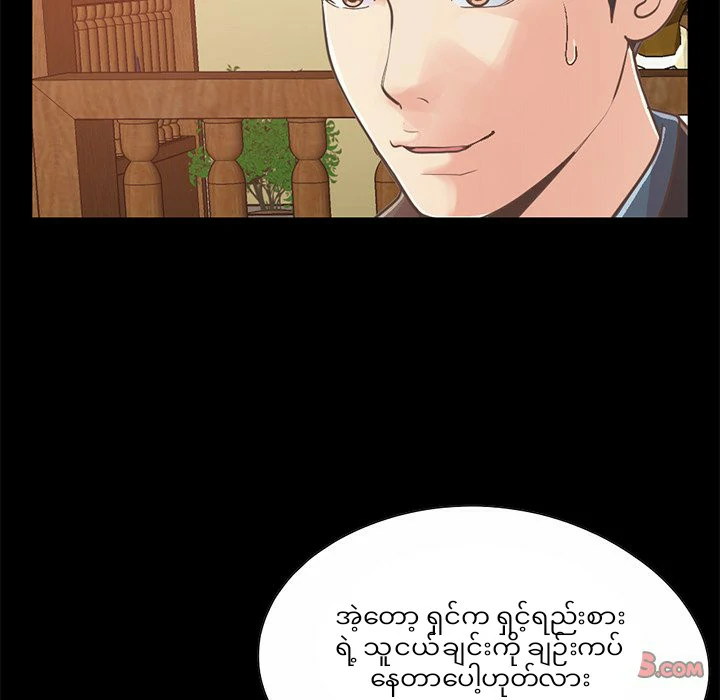 အဲ့တော့ ရှင်က ရှင့်ရည်းစား
ရဲ့ သူငယ်ချင်းကို ချဉ်းကပ်
နေတာပေါ့ဟုတ်လား
S.com